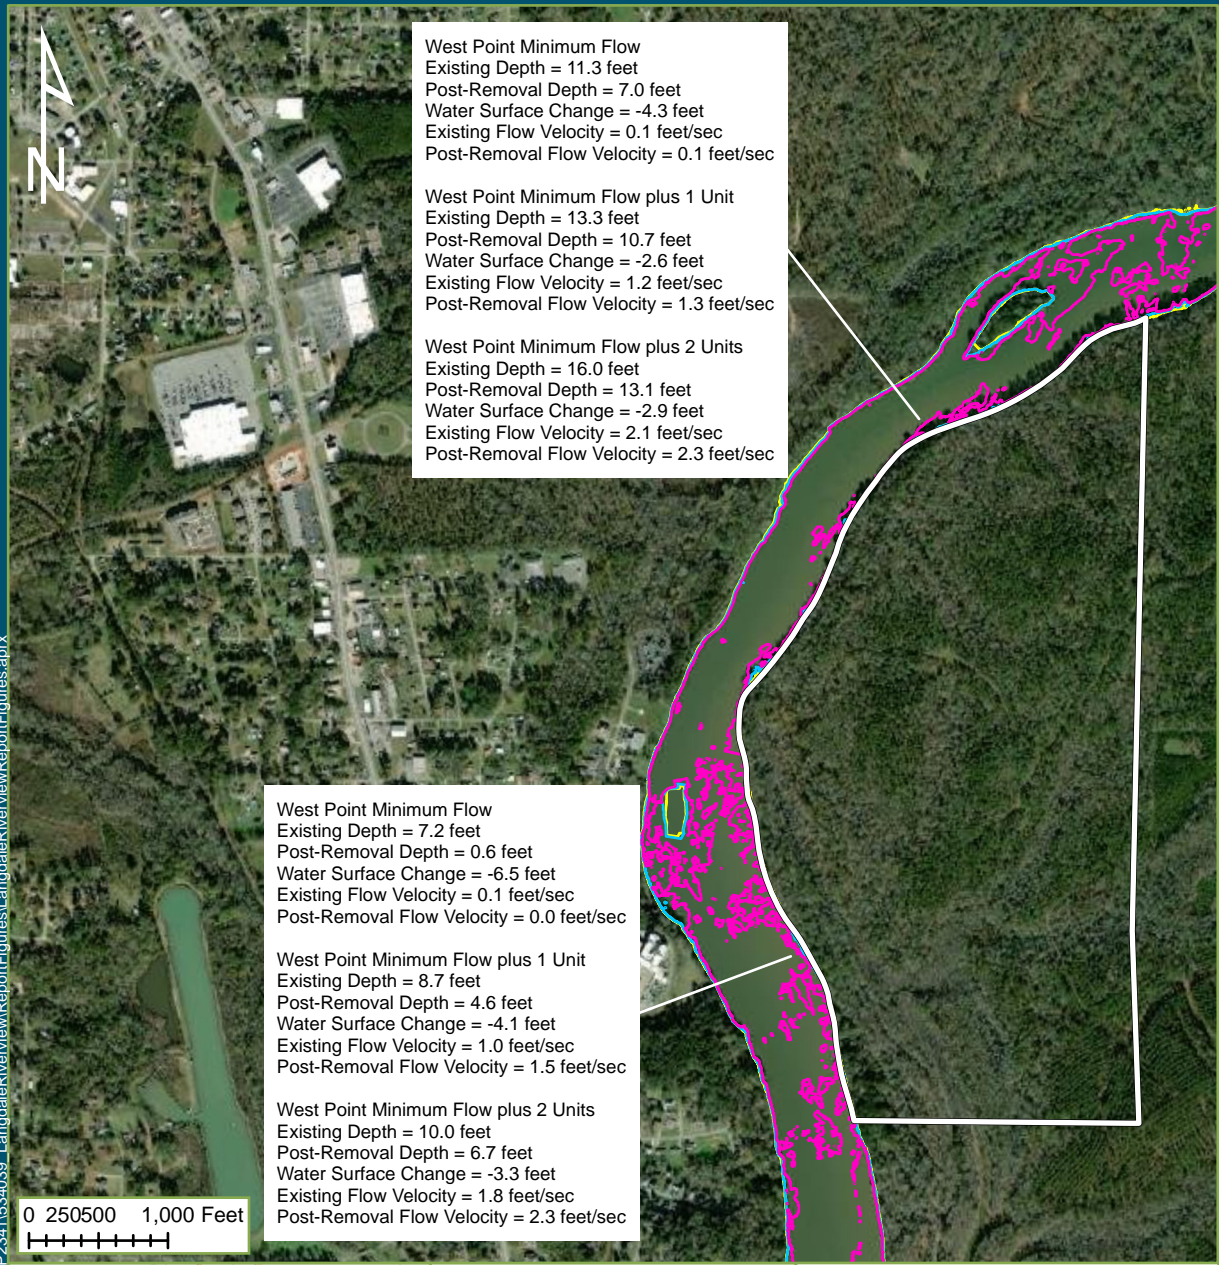 N
West Point Minimum Flow
Existing Depth = 11.3 feet
Post-Removal Depth = 7.0 feet
Water Surface Change = -4.3 feet
Existing Flow Velocity = 0.1 feet/sec
Post-Removal Flow Velocity = 0.1 feet/sec
West Point Minimum Flow plus 1 Unit
Existing Depth = 13.3 feet
Post-Removal Depth = 10.7 feet
Water Surface Change = -2.6 feet
Existing Flow Velocity = 1.2 feet/sec
Post-Removal Flow Velocity = 1.3 feet/sec
West Point Minimum Flow plus 2 Units
Existing Depth = 16.0 feet
Post-Removal Depth = 13.1 feet
Water Surface Change = -2.9 feet
Existing Flow Velocity = 2.1 feet/sec
Post-Removal Flow Velocity = 2.3 feet/sec
West Point Minimum Flow
Existing Depth = 7.2 feet
Post-Removal Depth = 0.6 feet
Water Surface Change = -6.5 feet
Existing Flow Velocity = 0.1 feet/sec
Post-Removal Flow Velocity = 0.0 feet/sec
West Point Minimum Flow plus 1 Unit
Existing Depth = 8.7 feet
Post-Removal Depth = 4.6 feet
Water Surface Change = -4.1 feet
Existing Flow Velocity = 1.0 feet/sec
Post-Removal Flow Velocity = 1.5 feet/sec
West Point Minimum Flow plus 2 Units
Existing Depth = 10.0 feet
Post-Removal Depth = 6.7 feet
Water Surface Change = -3.3 feet
Existing Flow Velocity = 1.8 feet/sec
Post-Removal Flow Velocity = 2.3 feet/sec
0 250500 1,000 Feet